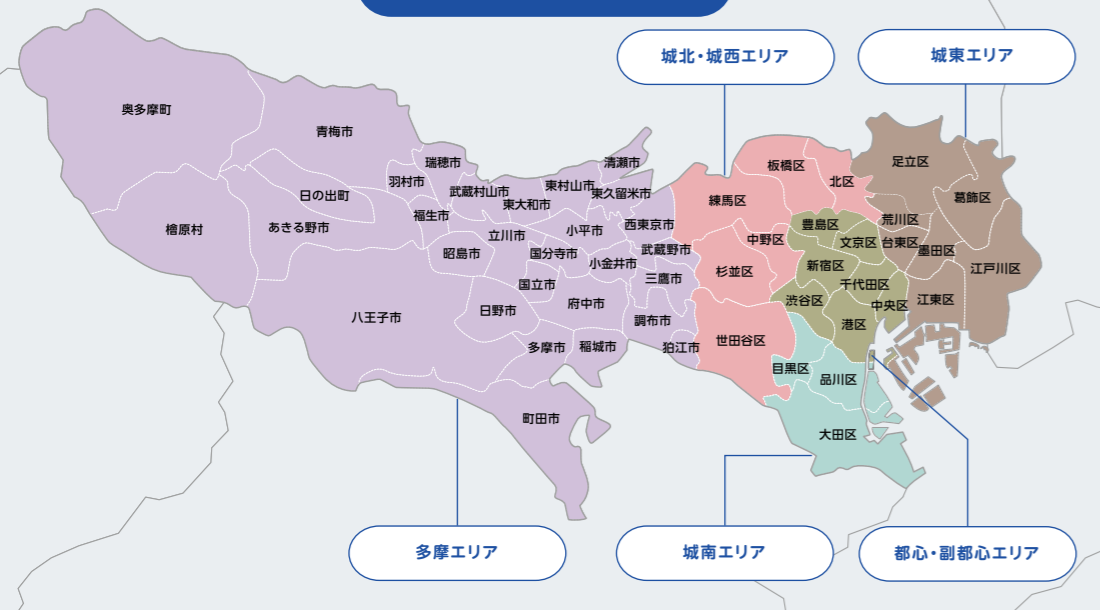 城北・城西エリア
城東エリア
奥多摩町
青梅市
瑞穂市
清瀬市
板橋区
足立区
羽村市
武蔵村山市
東村山市
東久留米市
北区
日の出町
東大和市
練馬区
葛飾区
檜原村
あきる野市
福生市
立川市
小平市
西東京市
豊島区
荒川区
昭島市
国分寺市
小金井市
武蔵野市
中野区
文京区
台東区
墨田区
国立市
三鷹市
杉並区
新宿区
千代田区
江戸川区
八王子市
日野市
府中市
調布市
渋谷区
中央区
江東区
多摩市
稲城市
狛江市
世田谷区
港区
目黒区
品川区
町田市
大田区
多摩エリア
城南エリア
都心・副都心エリア